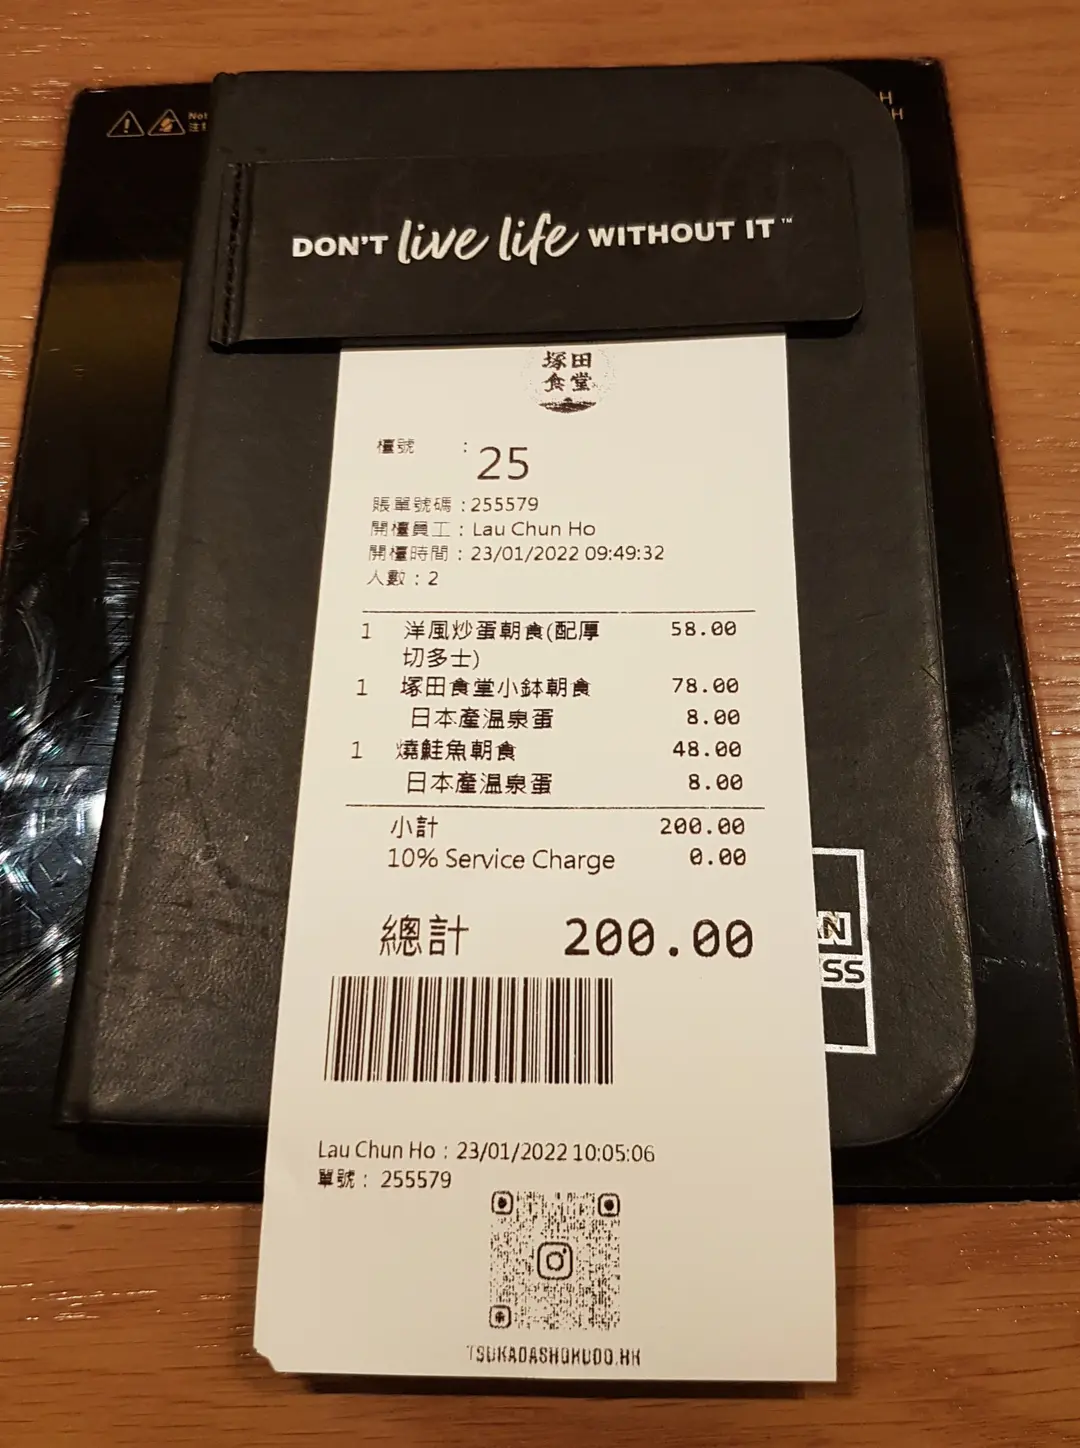 Not
注
H
H
DON'T live life WITHOUT IT™
塚田
食堂
檯號 : 25
賬單號碼 : 255579
開檯員工 : Lau Chun Ho
開檯時間 : 23/01/2022 09:49:32
人數 : 2
1 洋風炒蛋朝食(配厚 58.00
切多士)
1 塚田食堂小鉢朝食 78.00
日本產温泉蛋 8.00
1 燒鮭魚朝食 48.00
日本產温泉蛋 8.00
小計 200.00
10% Service Charge 0.00
總計 200.00
AN
SS
Lau Chun Ho : 23/01/2022 10:05:06
單號 : 255579
TSUKADASHOKUDO.HK